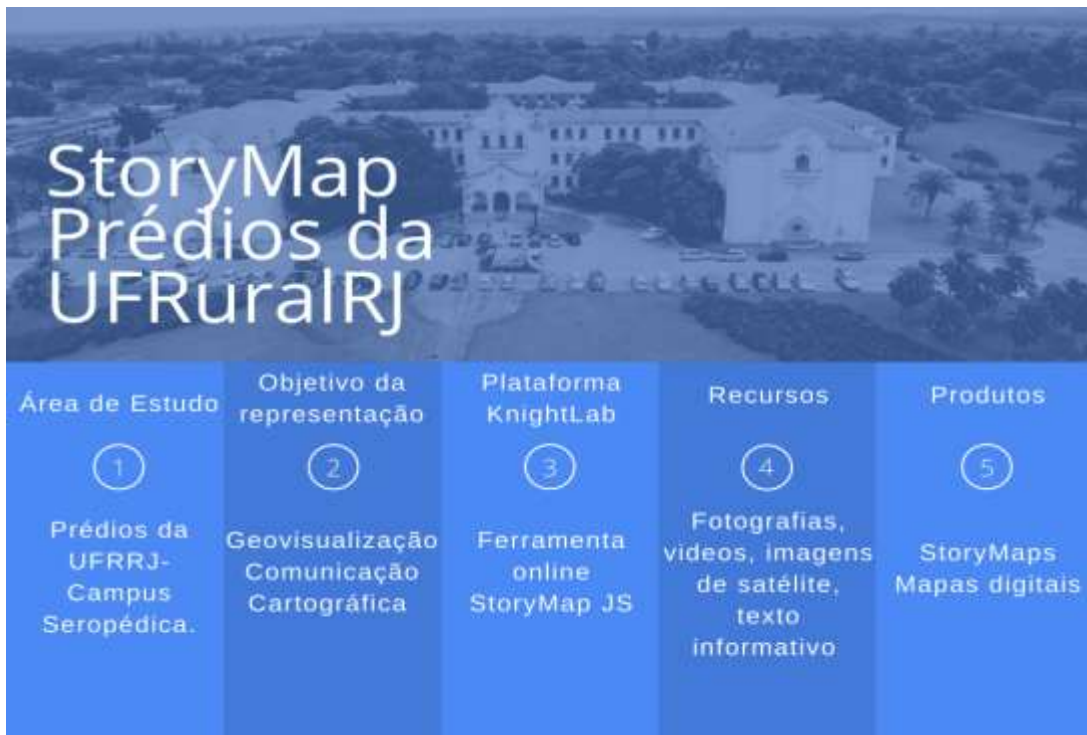 StoryMap
Prédios da
UFRuralRJ
Área de Estudo
1
Prédios da
UFRRJ-
Campus
Seropédica.
Objetivo da
representação
2
Geovisualização
Comunicação
Cartográfica
Plataforma
KnightLab
3
Ferramenta
online
StoryMap JS
Recursos
4
Fotografias,
videos, imagens
de satélite,
texto
informativo
Produtos
5
StoryMaps
Mapas digitais